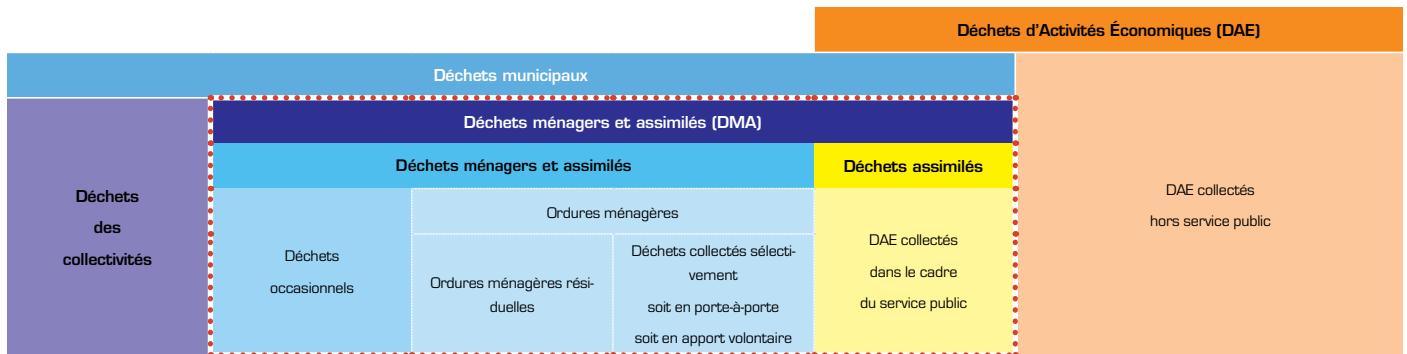 Déchets d’Activités Économiques (DAE)
Déchets municipaux
Déchets ménagers et assimilés (DMA)
Déchets ménagers et assimilés
Déchets assimilés
Déchets
des
collectivités
Déchets
occasionnels
Ordures ménagères
Ordures ménagères rési-
duelles
Déchets collectés sélecti-
vement
soit en porte-à-porte
soit en apport volontaire
DAE collectés
dans le cadre
du service public
DAE collectés
hors service public